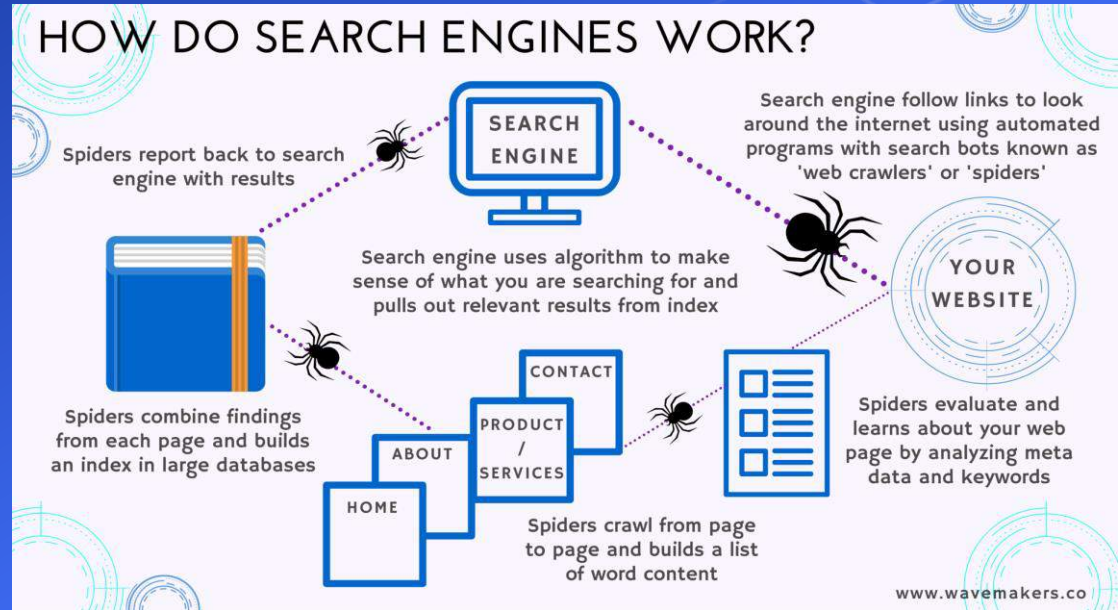 HOW DO SEARCH ENGINES WORK?
SEARCH
ENGINE
Search engine follow links to look
around the internet using automated
programs with search bots known as
'web crawlers' or 'spiders'
Spiders report back to search
engine with results
Search engine uses algorithm to make
sense of what you are searching for and
pulls out relevant results from index
YOUR
WEBSITE
Spiders evaluate and
learns about your web
page by analyzing meta
data and keywords
CONTACT
PRODUCT
/
SERVICES
ABOUT
HOME
Spiders crawl from page
to page and builds a list
of word content
Spiders combine findings
from each page and builds
an index in large databases
www.wavemakers.co